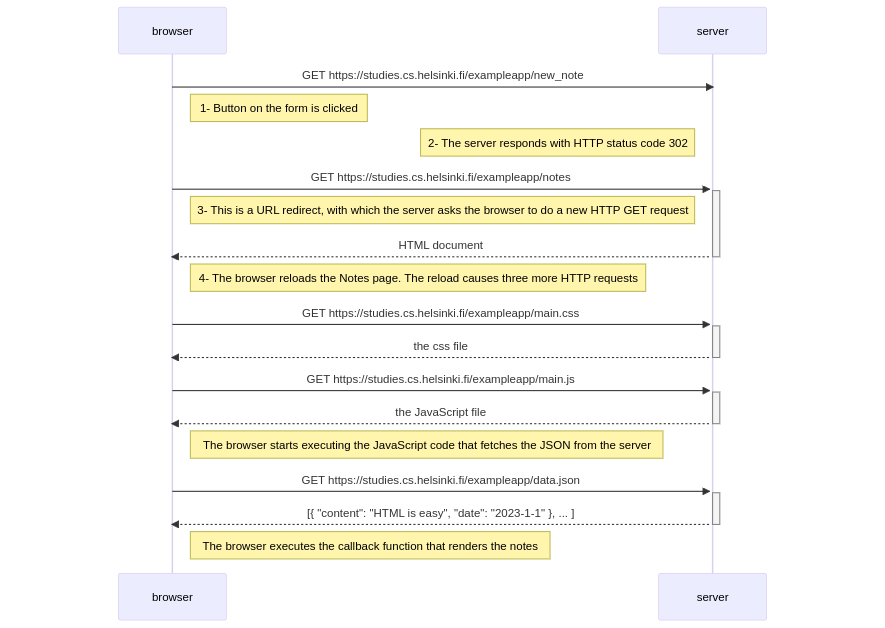 browser
server
GET https://studies.cs.helsinki.fi/exampleapp/new_note
1- Button on the form is clicked
2- The server responds with HTTP status code 302
GET https://studies.cs.helsinki.fi/exampleapp/notes
3- This is a URL redirect, with which the server asks the browser to do a new HTTP GET request
HTML document
4- The browser reloads the Notes page. The reload causes three more HTTP requests
GET https://studies.cs.helsinki.fi/exampleapp/main.css
the css file
GET https://studies.cs.helsinki.fi/exampleapp/main.js
the JavaScript file
The browser starts executing the JavaScript code that fetches the JSON from the server
GET https://studies.cs.helsinki.fi/exampleapp/data.json
[{ "content": "HTML is easy", "date": "2023-1-1" }, ... ]
The browser executes the callback function that renders the notes
browser
server